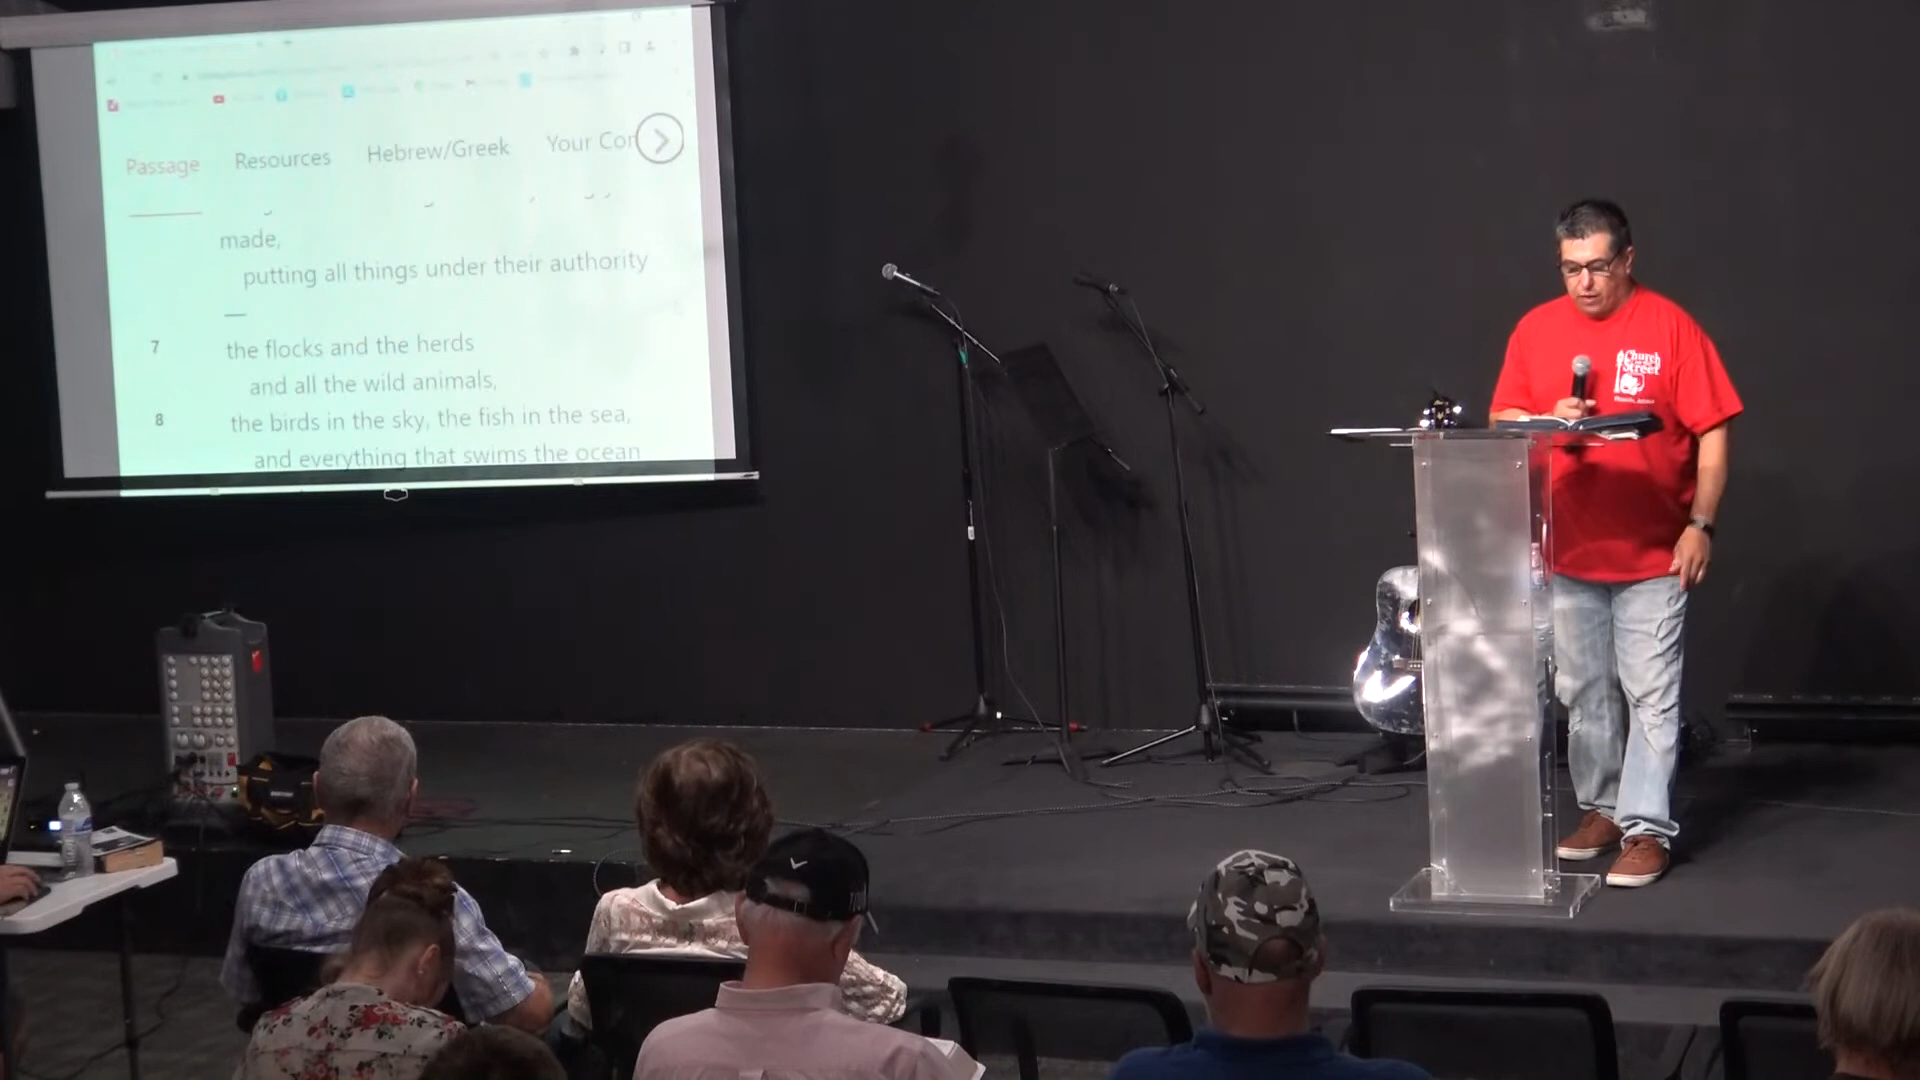 Passage Resources Hebrew/Greek Your Cor
made,
putting all things under their authority
—
7 the flocks and the herds
and all the wild animals,
8 the birds in the sky, the fish in the sea,
and everything that swims the ocean
Church
Street